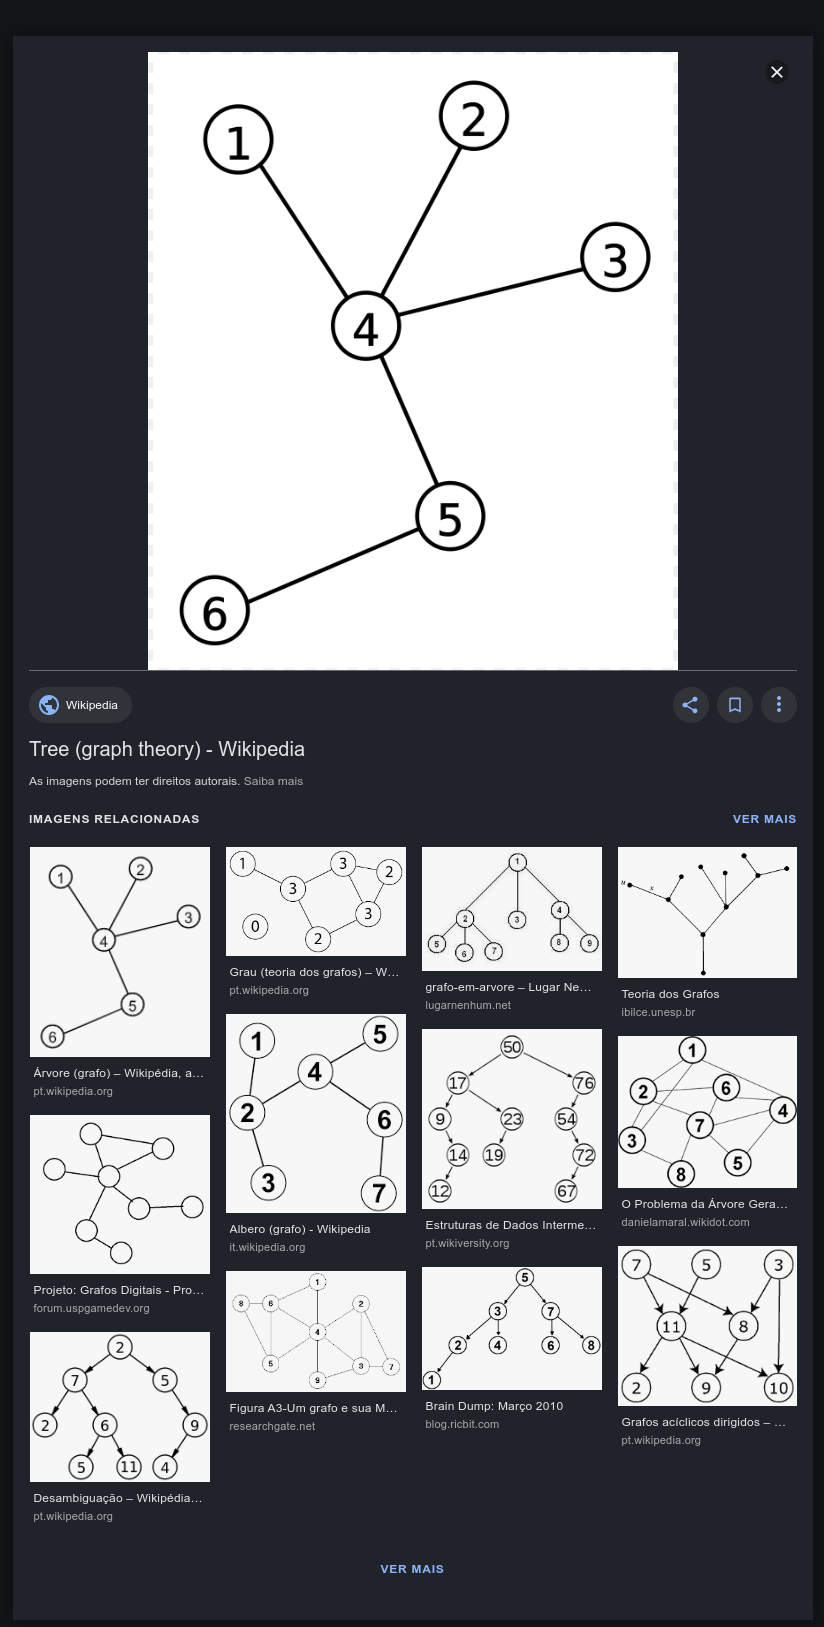 1
2
3
4
5
6
Wikipedia
Tree (graph theory) - Wikipedia
As imagens podem ter direitos autorais. Saiba mais
IMAGENS RELACIONADAS
VER MAIS
1
2
3
4
5
6
Árvore (grafo) – Wikipédia, a...
pt.wikipedia.org
1
3
2
3
3
0
2
Grau (teoria dos grafos) – W...
pt.wikipedia.org
1
2
3
4
5
6
7
8
9
grafo-em-arvore – Lugar Ne...
lugarnenhum.net
u
x
Teoria dos Grafos
ibilce.unesp.br
1
5
4
2
6
3
7
Albero (grafo) - Wikipedia
it.wikipedia.org
50
17
76
9
23
54
14
19
72
12
67
Estruturas de Dados Interme...
pt.wikiversity.org
1
2
6
4
7
3
5
8
O Problema da Árvore Gera...
danielamaral.wikidot.com
Projeto: Grafos Digitais - Pro...
forum.uspgamedev.org
1
8
6
2
4
5
3
7
9
Figura A3-Um grafo e sua M...
researchgate.net
5
3
7
2
4
6
8
1
Brain Dump: Março 2010
blog.ricbit.com
7
5
3
11
8
2
9
10
Grafos acíclicos dirigidos – ...
pt.wikipedia.org
2
7
5
2
6
9
5
11
4
Desambiguação – Wikipédia...
pt.wikipedia.org
VER MAIS